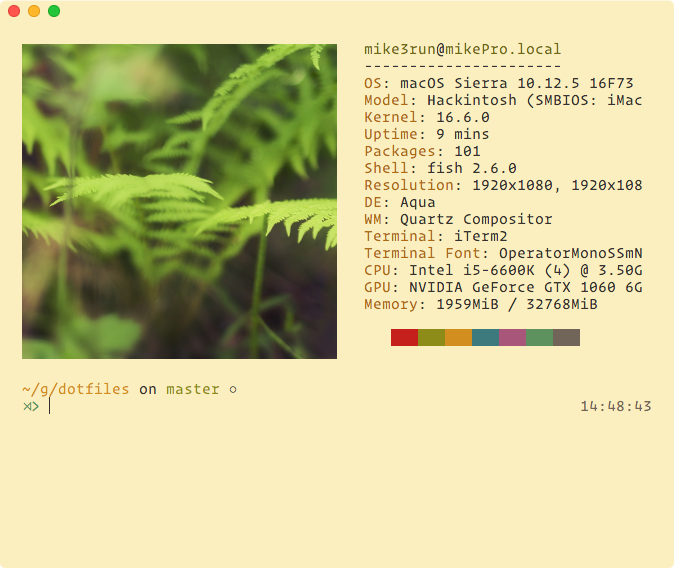 mike3run@mikePro.local
----------------------
OS: macOS Sierra 10.12.5 16F73
Model: Hackintosh (SMBIOS: iMac
Kernel: 16.6.0
Uptime: 9 mins
Packages: 101
Shell: fish 2.6.0
Resolution: 1920x1080, 1920x108
DE: Aqua
WM: Quartz Compositor
Terminal: iTerm2
Terminal Font: OperatorMonoSSmN
CPU: Intel i5-6600K (4) @ 3.50G
GPU: NVIDIA GeForce GTX 1060 6G
Memory: 1959MiB / 32768MiB
~/g/dotfiles on master ○
⋊> 14:48:43